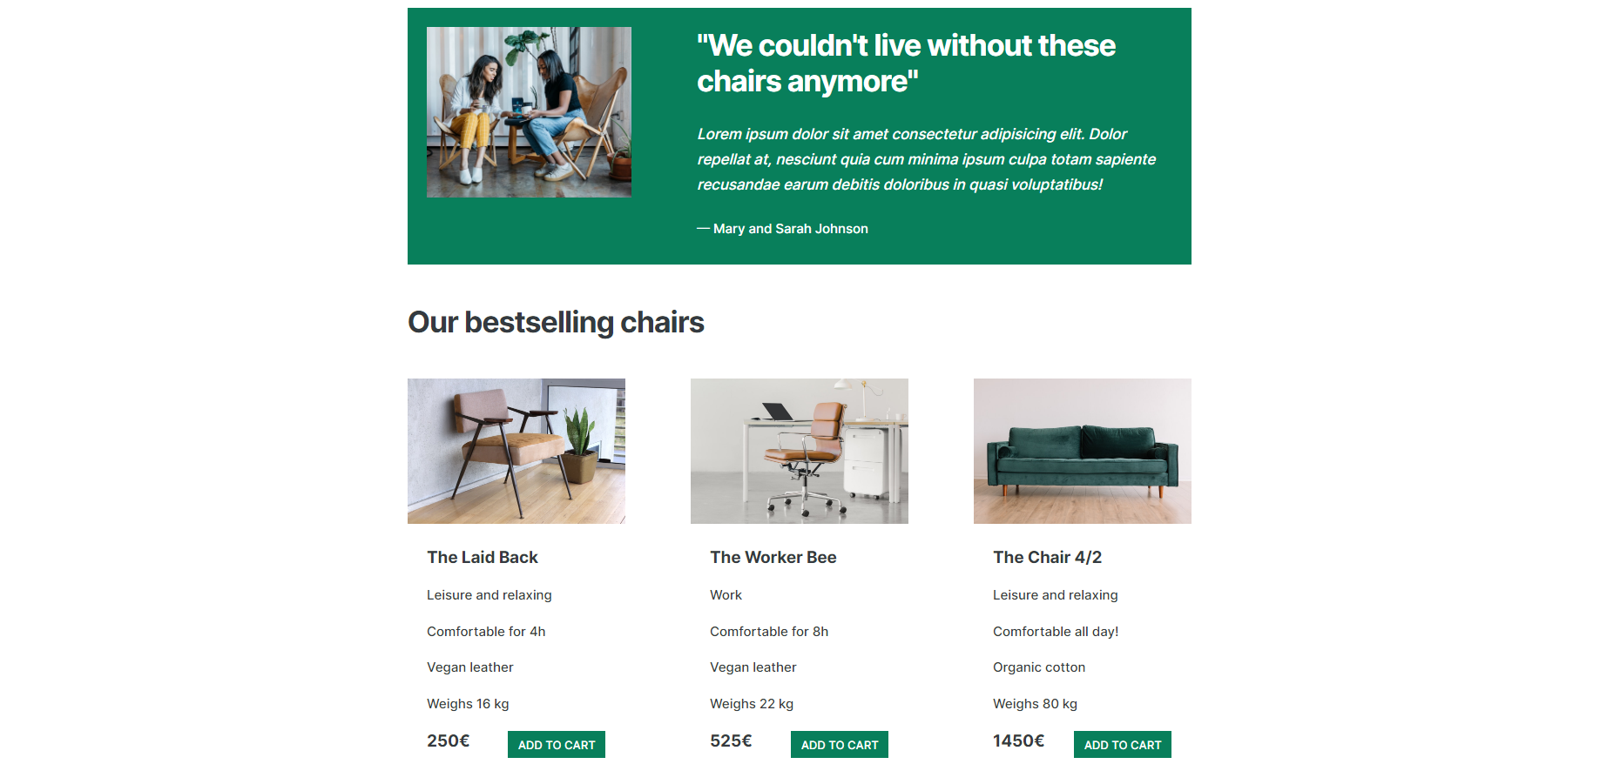 "We couldn't live without these
chairs anymore"
Lorem ipsum dolor sit amet consectetur adipisicing elit. Dolor
repellat at, nesciunt quia cum minima ipsum culpa totam sapiente
recusandae earum debitis doloribus in quasi voluptatibus!
— Mary and Sarah Johnson
Our bestselling chairs
The Laid Back
Leisure and relaxing
Comfortable for 4h
Vegan leather
Weighs 16 kg
250€
ADD TO CART
The Worker Bee
Work
Comfortable for 8h
Vegan leather
Weighs 22 kg
525€
ADD TO CART
The Chair 4/2
Leisure and relaxing
Comfortable all day!
Organic cotton
Weighs 80 kg
1450€
ADD TO CART